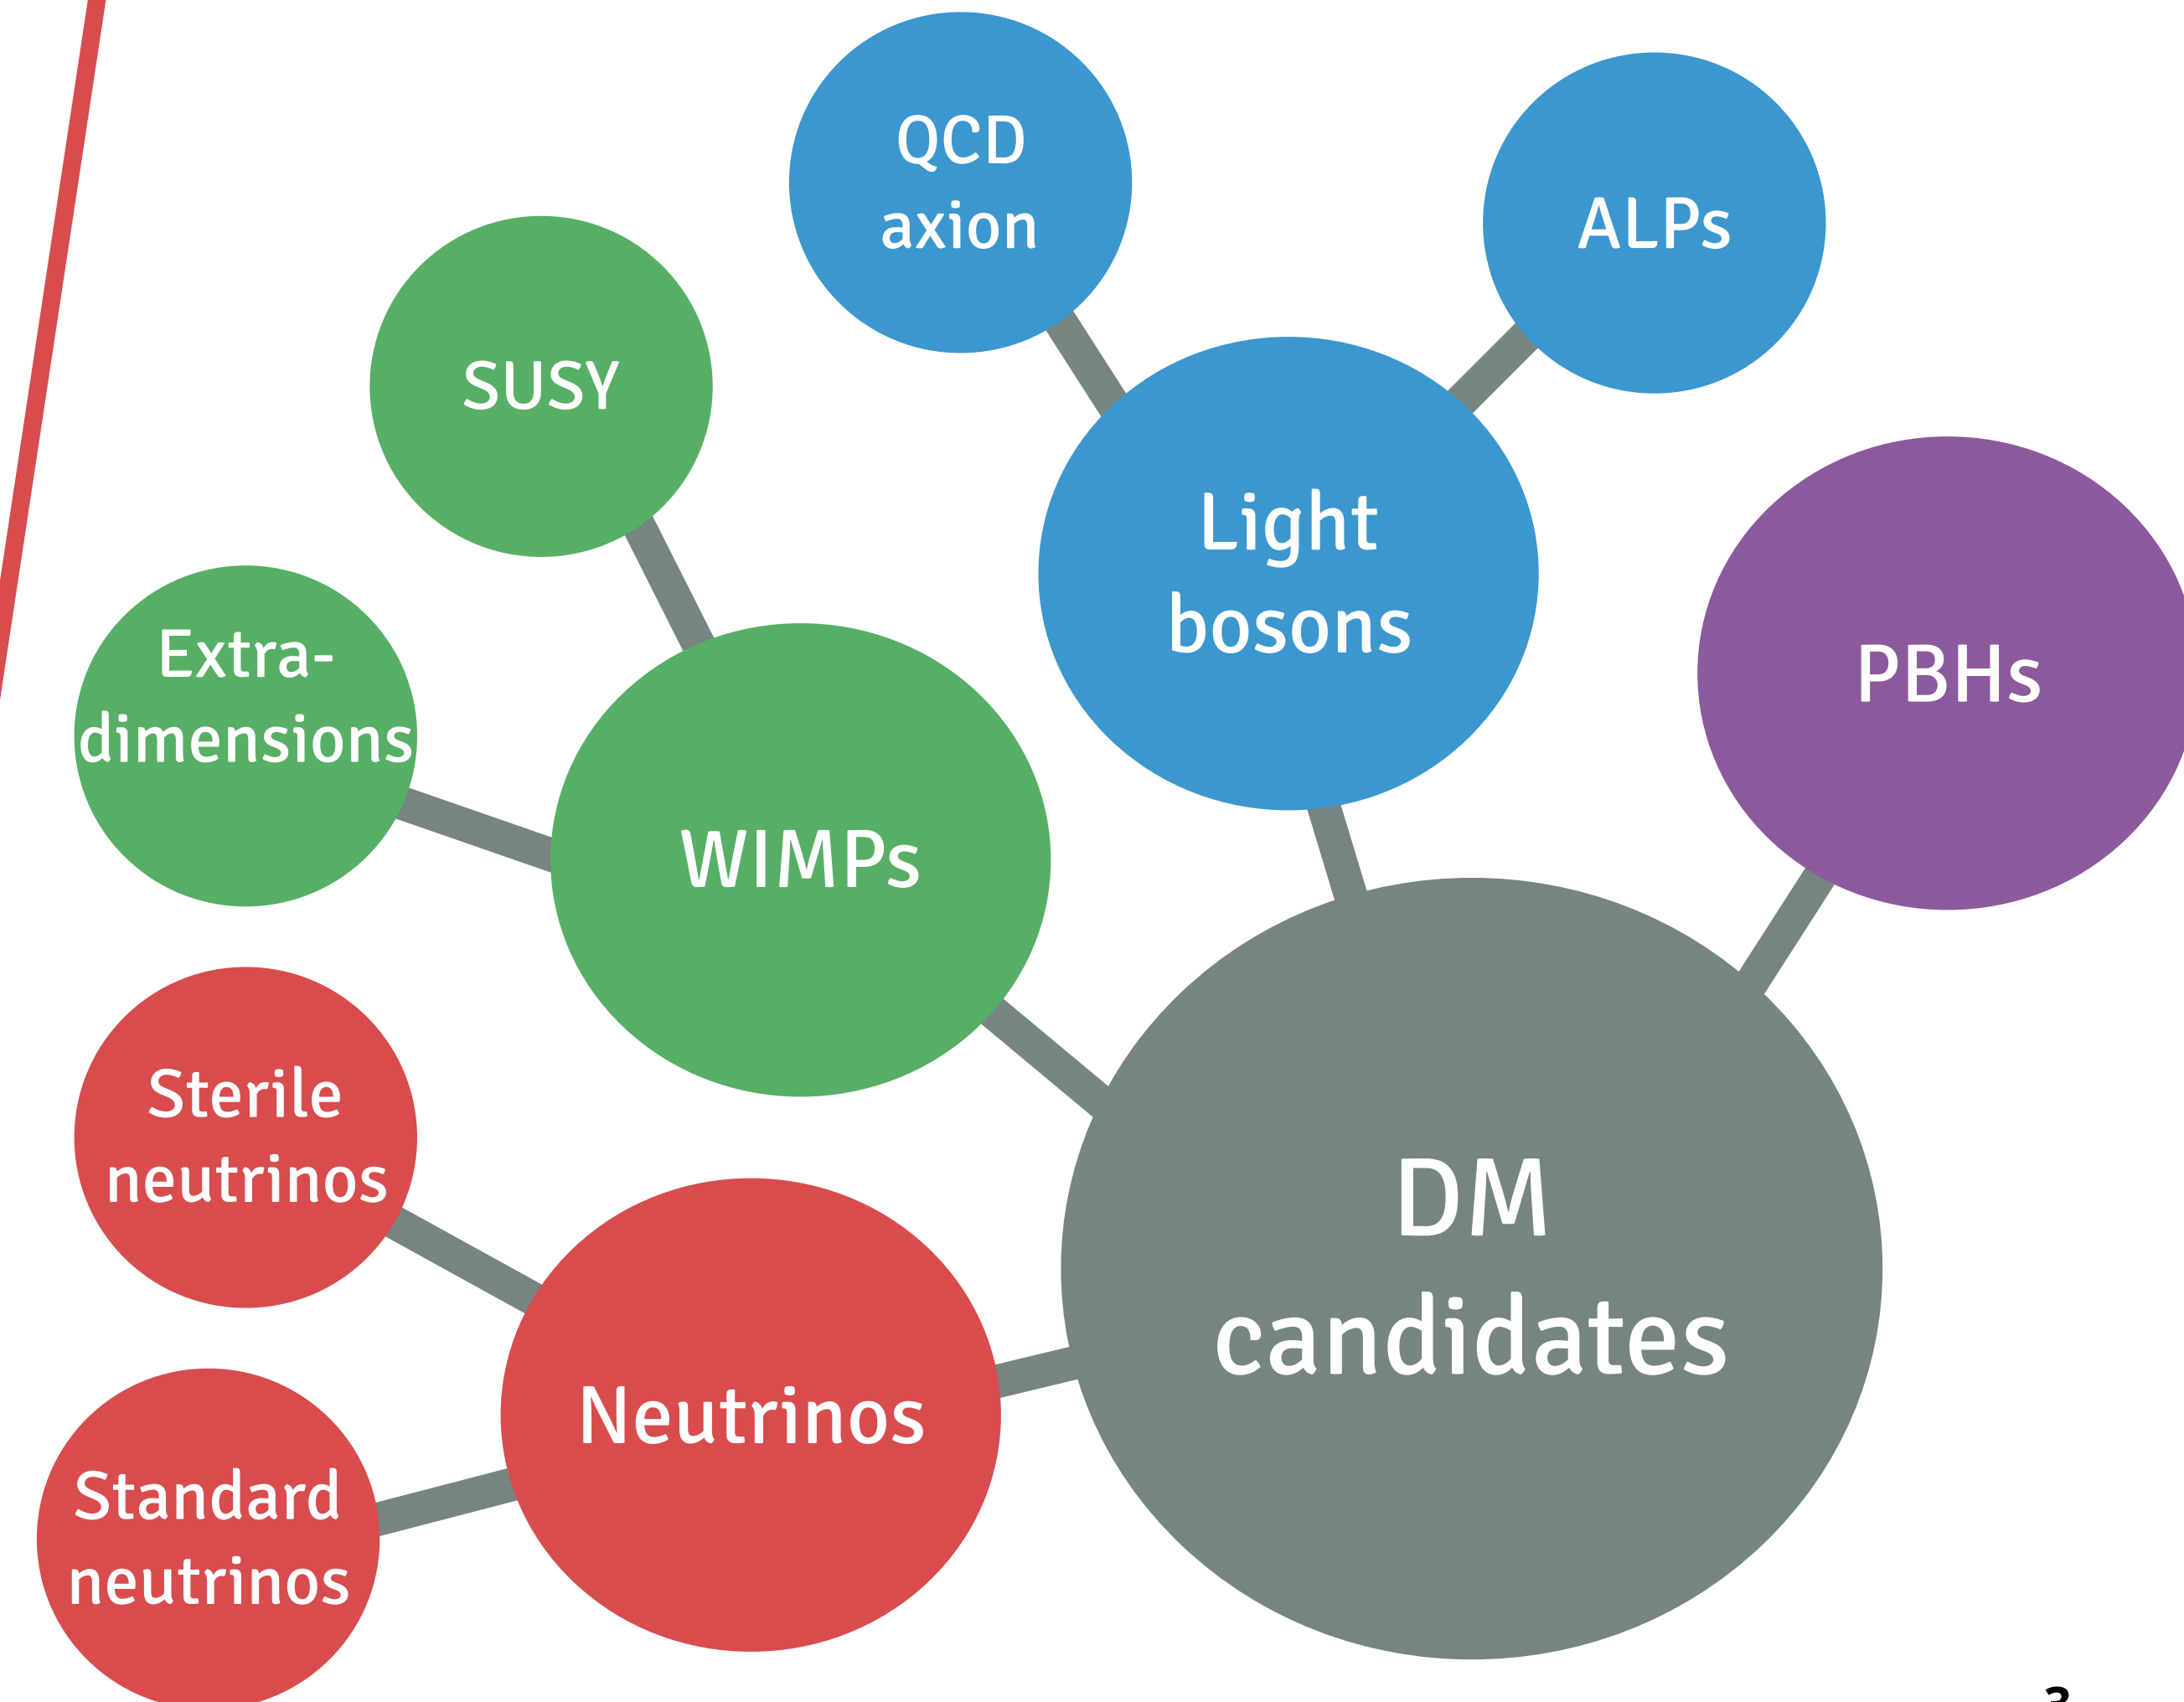 QCD
axion
ALPs
SUSY
Light
bosons
Extra-
dimensions
PBHs
WIMPs
Sterile
neutrinos
DM
candidates
Neutrinos
Standard
neutrinos